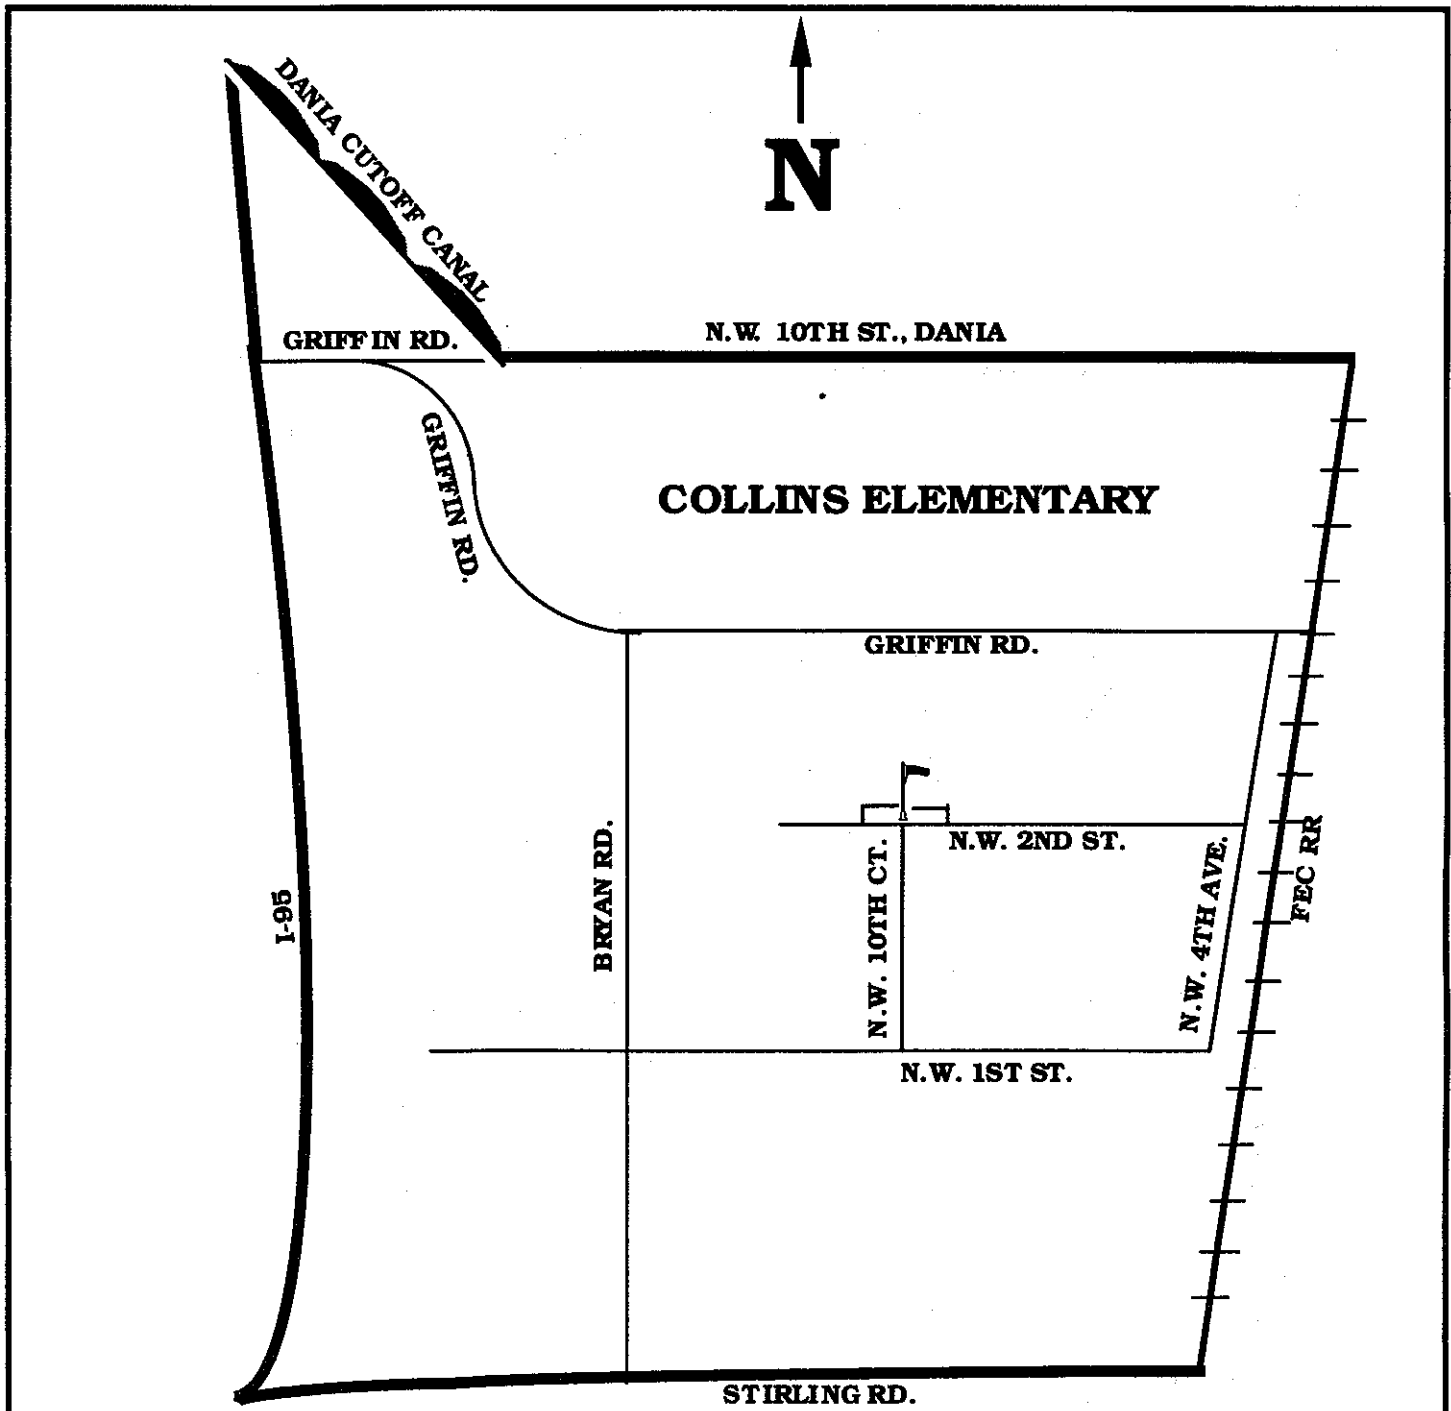 DANIA CUTOFF CANAL
N
GRIFFIN RD.
N.W. 10TH ST., DANIA
GRIFFIN RD.
COLLINS ELEMENTARY
GRIFFIN RD.
N.W. 2ND ST.
I-95
BRYAN RD.
N.W. 10TH CT.
N.W. 4TH AVE.
FEC RR
N.W. 1ST ST.
STIRLING RD.